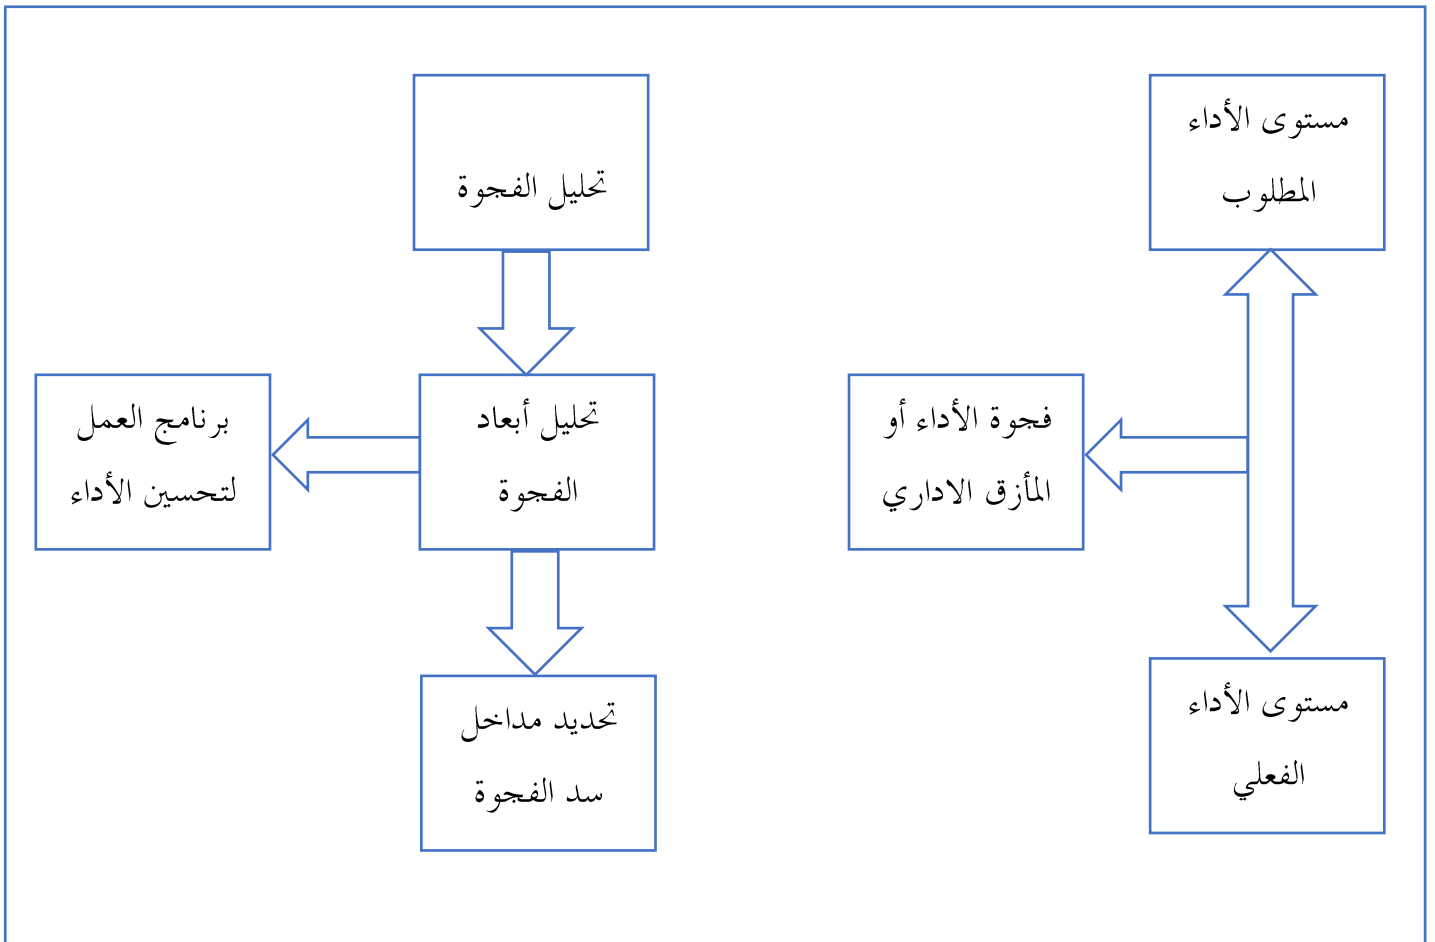 مستوى الأداء
المطلوب
تحليل الفجوة
فجوة الأداء أو
المأزق الاداري
تحليل أبعاد
الفجوة
برنامج العمل
لتحسين الأداء
مستوى الأداء
الفعلي
تحديد مداخل
سد الفجوة